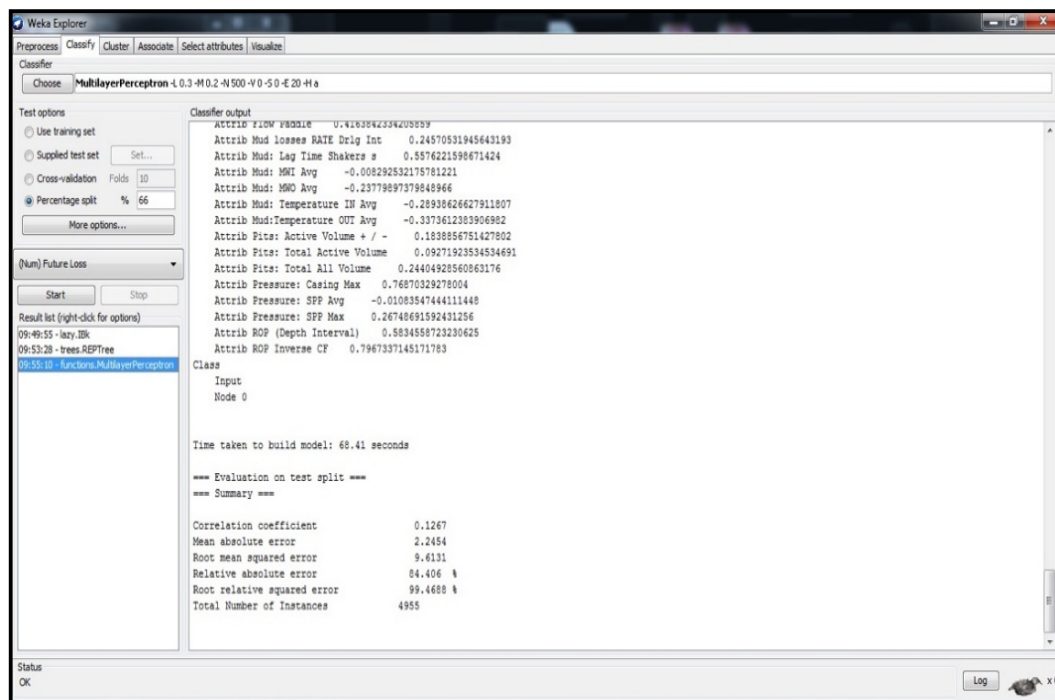 Weka Explorer
Preprocess Classify Cluster Associate Select attributes Visualize
Classifier
Choose MultilayerPerceptron -L 0.3 -M 0.2 -N 500 -V 0 -S 0 -E 20 -H a
Test options
Use training set
Supplied test set Set...
Cross-validation Folds 10
Percentage split % 66
More options...
(Num) Future Loss
Start Stop
Result list (right-click for options)
09:49:55 - lazy.IBk
09:53:28 - trees.REPTree
09:55:10 - functions.MultilayerPerceptron
Classifier output
Attrib Flow Paddle 0.4163842334205859
Attrib Mud losses RATE Drlg Int 0.24570531945643193
Attrib Mud: Lag Time Shakers s 0.5576221598671424
Attrib Mud: MWI Avg -0.008292532175781221
Attrib Mud: MWO Avg -0.23779897379848966
Attrib Mud: Temperature IN Avg -0.28938626627911807
Attrib Mud:Temperature OUT Avg -0.3373612383906982
Attrib Pits: Active Volume + / - 0.1838856751427802
Attrib Pits: Total Active Volume 0.09271923534534691
Attrib Pits: Total All Volume 0.24404928560863176
Attrib Pressure: Casing Max 0.76870329278004
Attrib Pressure: SPP Avg -0.01083547444111448
Attrib Pressure: SPP Max 0.26748691592431256
Attrib ROP (Depth Interval) 0.5834558723230625
Attrib ROP Inverse CF 0.7967337145171783
Class
Input
Node 0
Time taken to build model: 68.41 seconds
=== Evaluation on test split ===
=== Summary ===
Correlation coefficient 0.1267
Mean absolute error 2.2454
Root mean squared error 9.6131
Relative absolute error 84.406 %
Root relative squared error 99.4688 %
Total Number of Instances 4955
Status
OK
Log